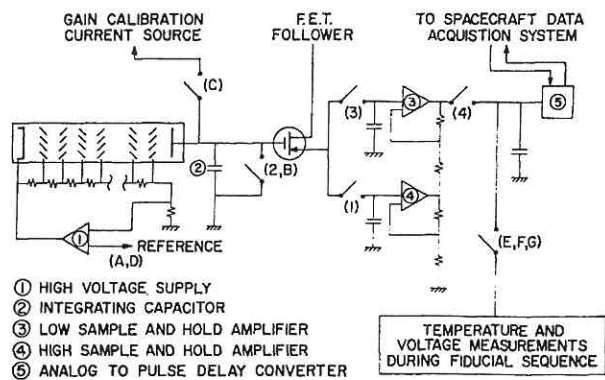 GAIN CALIBRATION
CURRENT SOURCE
F.E.T.
FOLLOWER
TO SPACECRAFT DATA
ACQUISTION SYSTEM
(C)
(3)
3
(4)
5
2
(2,B)
(1)
4
1
REFERENCE
(A,D)
(E,F,G)
1 HIGH VOLTAGE SUPPLY
2 INTEGRATING CAPACITOR
3 LOW SAMPLE AND HOLD AMPLIFIER
4 HIGH SAMPLE AND HOLD AMPLIFIER
5 ANALOG TO PULSE DELAY CONVERTER
TEMPERATURE AND
VOLTAGE MEASUREMENTS
DURING FIDUCIAL SEQUENCE